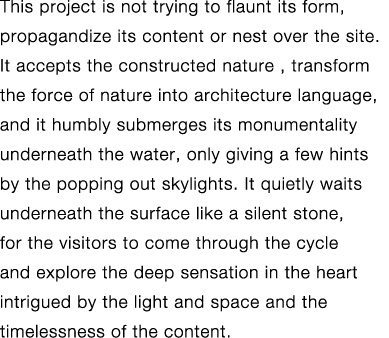 This project is not trying to flaunt its form,
propagandize its content or nest over the site.
It accepts the constructed nature , transform
the force of nature into architecture language,
and it humbly submerges its monumentality
underneath the water, only giving a few hints
by the popping out skylights. It quietly waits
underneath the surface like a silent stone,
for the visitors to come through the cycle
and explore the deep sensation in the heart
intrigued by the light and space and the
timelessness of the content.